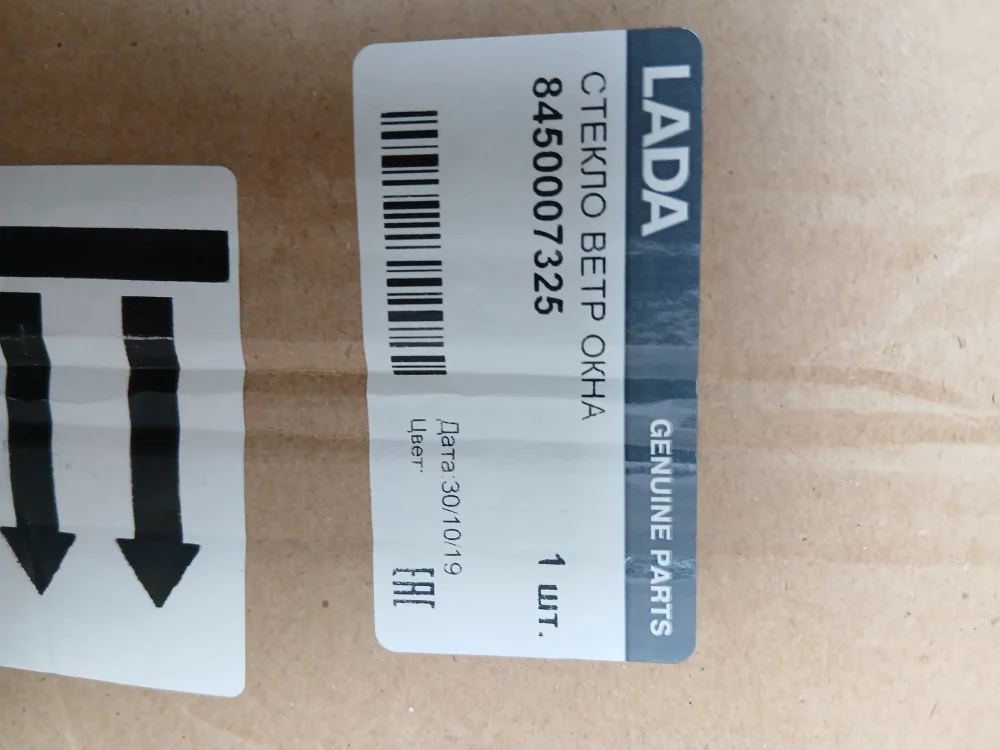 LADA GENUINE PARTS
СТЕКЛО ВЕТР ОКНА
8450007325 1 шт.
Дата:30/10/19
Цвет:
EAC